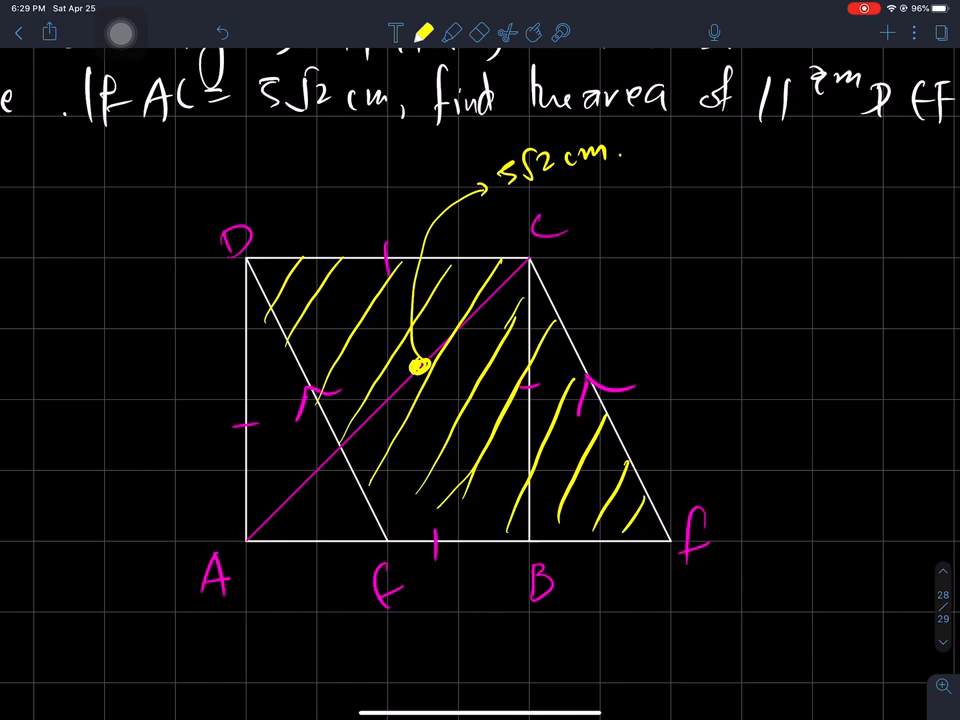 6:29 PM Sat Apr 25
96%
e . If AC = 5√2 cm, find the area of ||gm DEF
5√2 cm.
D
C
A
E
B
F
28
/
29